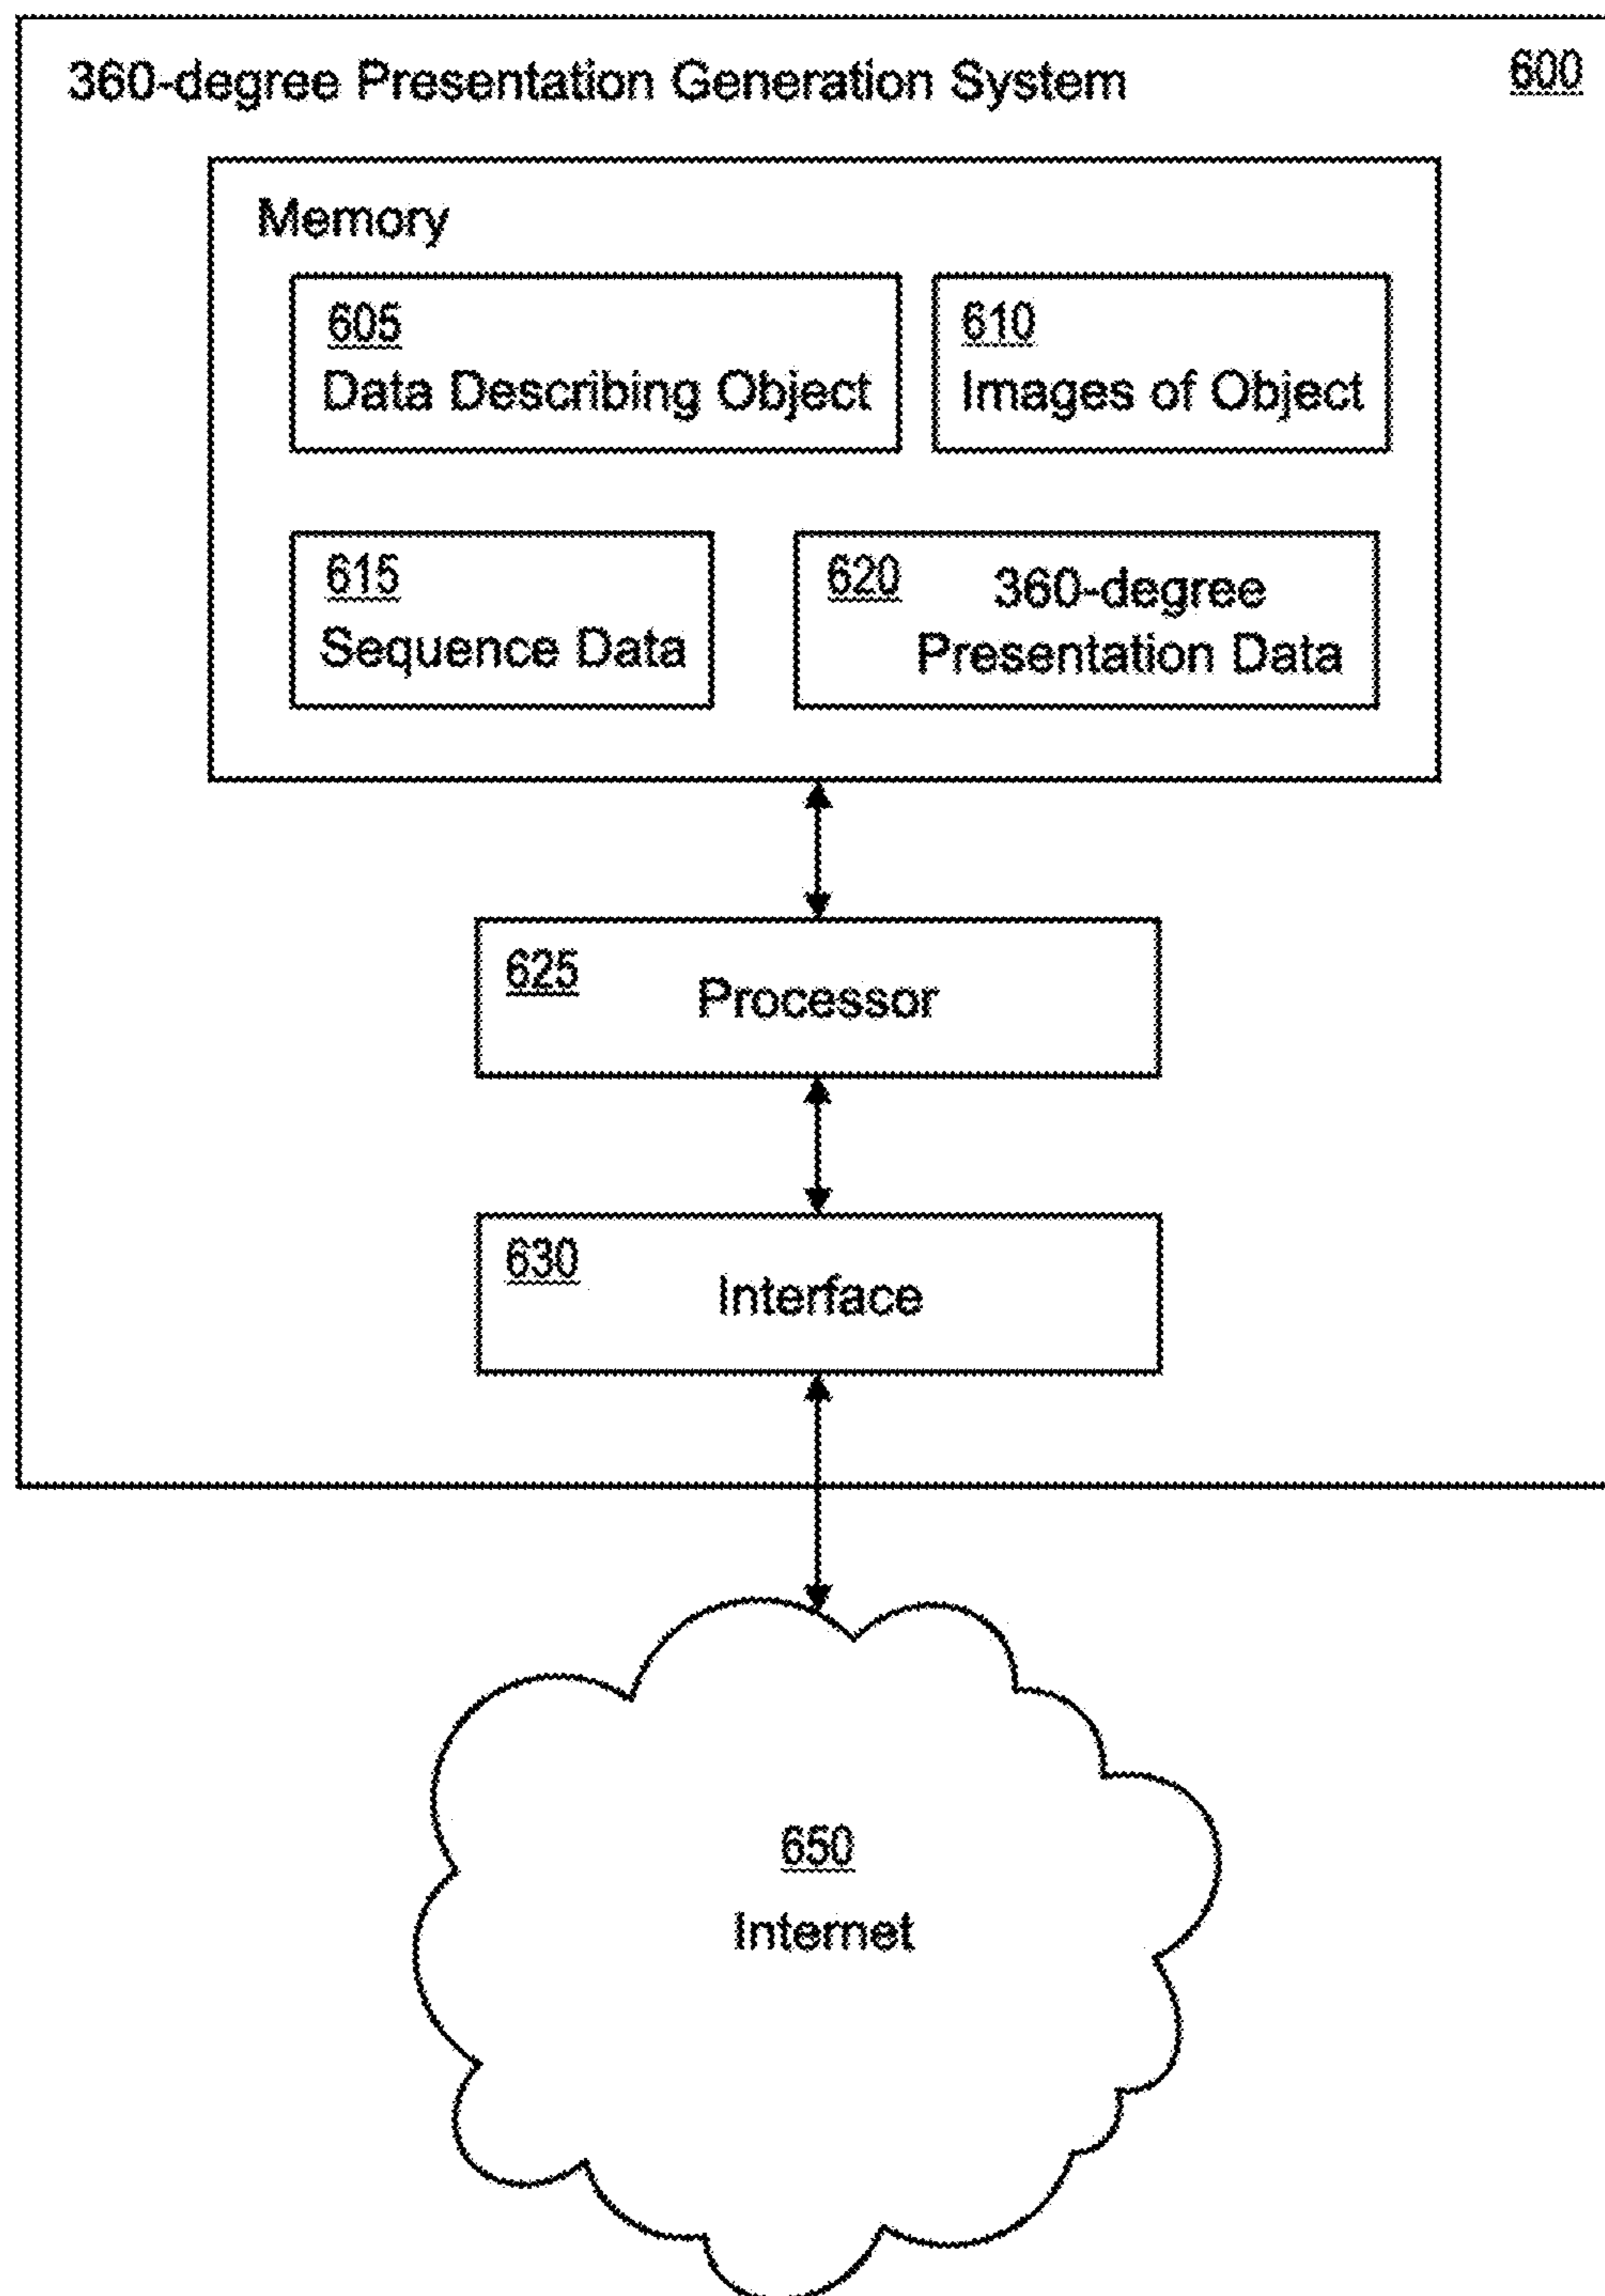 360-degree Presentation Generation System 600
Memory
605
Data Describing Object
610
Images of Object
615
Sequence Data
620 360-degree
Presentation Data
625 Processor
630 Interface
650
Internet